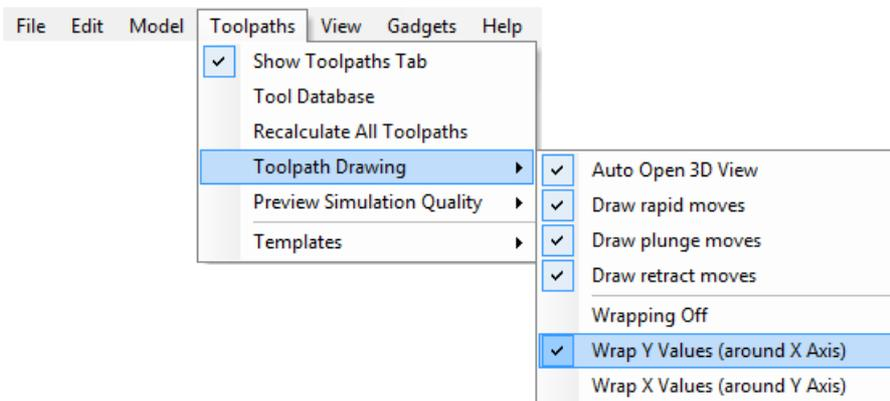 File Edit Model Toolpaths View Gadgets Help
Show Toolpaths Tab
Tool Database
Recalculate All Toolpaths
Toolpath Drawing
Preview Simulation Quality
Templates
Auto Open 3D View
Draw rapid moves
Draw plunge moves
Draw retract moves
Wrapping Off
Wrap Y Values (around X Axis)
Wrap X Values (around Y Axis)